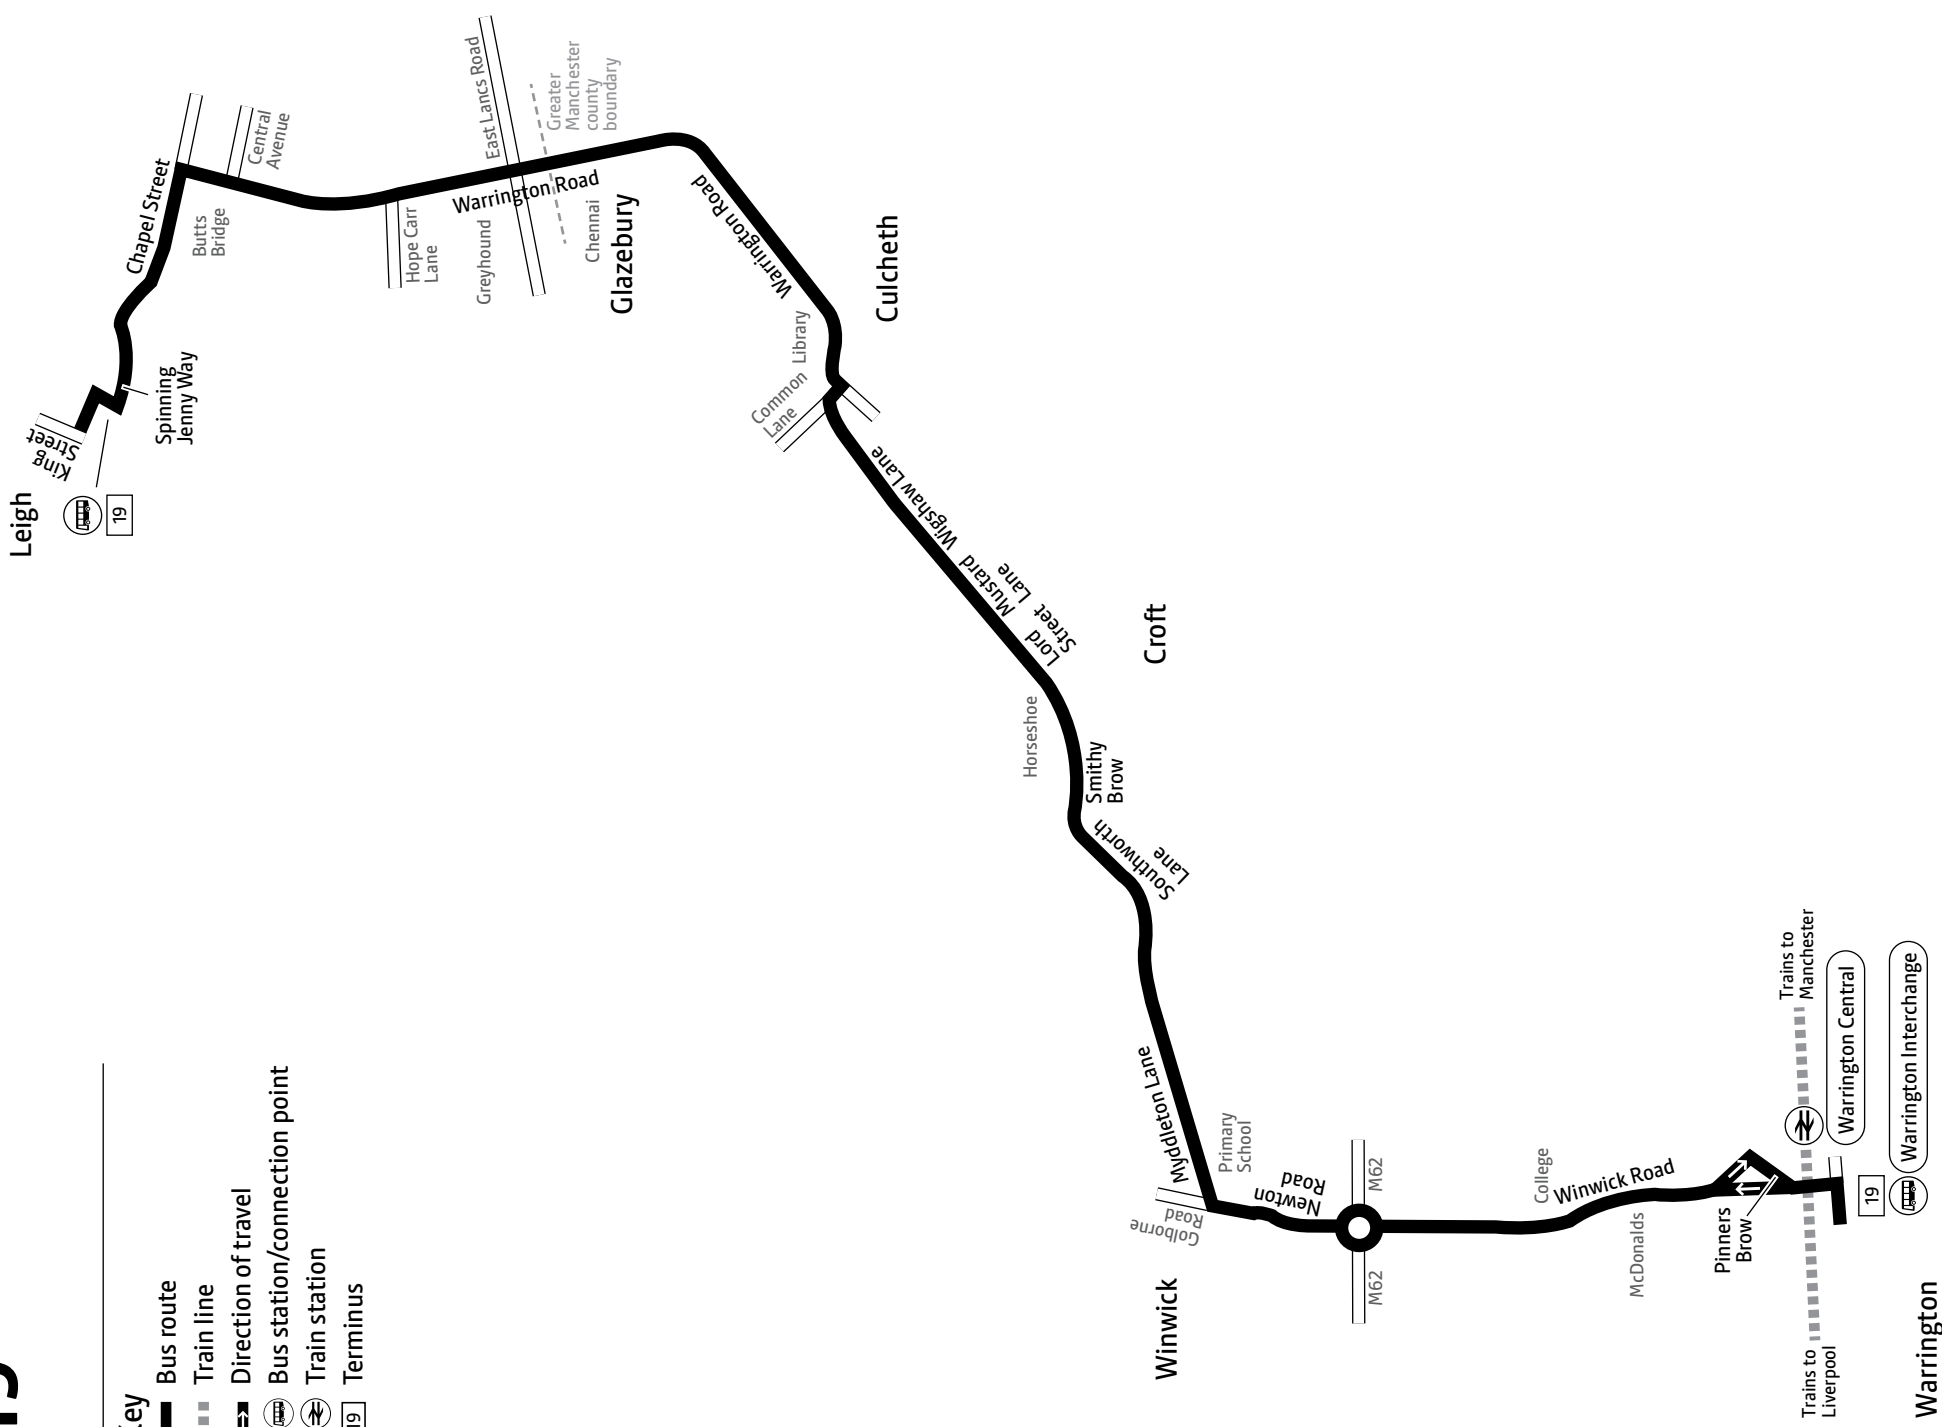 19
Key
Bus route
Train line
Direction of travel
Bus station/connection point
Train station
19
Terminus
Leigh
19
King
Street
Spinning
Jenny Way
Chapel Street
Butts
Bridge
Central
Avenue
Hope Carr
Lane
Greyhound
East Lancs Road
Warrington Road
Greater
Manchester
county
boundary
Chennai
Glazebury
Warrington Road
Library
Culcheth
Common
Lane
Wigshaw Lane
Mustard
Lane
Lord
Street
Croft
Horseshoe
Smithy
Brow
Southworth
Lane
Myddleton Lane
Golborne
Road
Primary
School
Winwick
Newton
Road
M62
M62
College
Winwick Road
McDonalds
Pinners
Brow
Trains to
Manchester
Trains to
Liverpool
Warrington Central
19
Warrington Interchange
Warrington